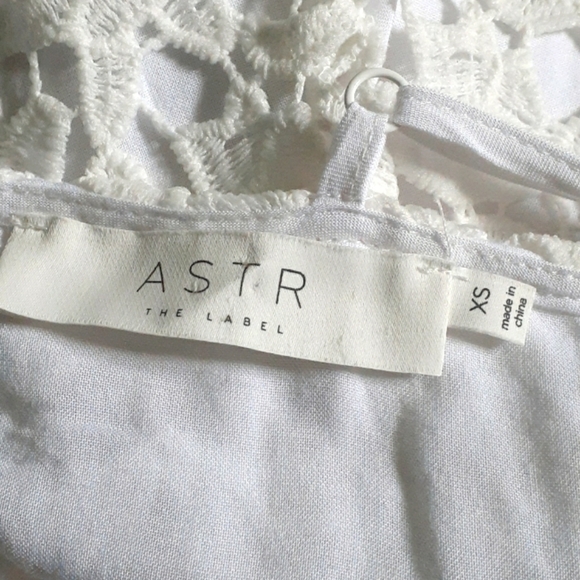 ASTR
THE LABEL
XS
made in
china